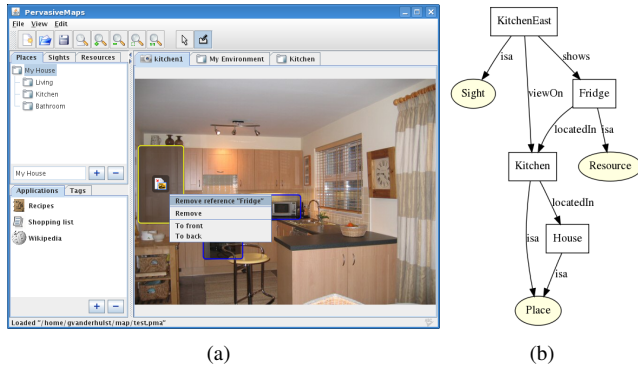 PervasiveMaps
File View Edit
Places Sights Resources
My House
Living
Kitchen
Bathroom
My House
+ -
Applications Tags
Recipes
Shopping list
Wikipedia
+ -
kitchen1 My Environment Kitchen
Remove reference "Fridge"
Remove
To front
To back
Loaded "/home/gvanderhulst/map/test.pma"
(a)
KitchenEast
isa
shows
Sight
viewOn
Fridge
locatedIn
isa
Kitchen
Resource
locatedIn
isa
House
isa
Place
(b)